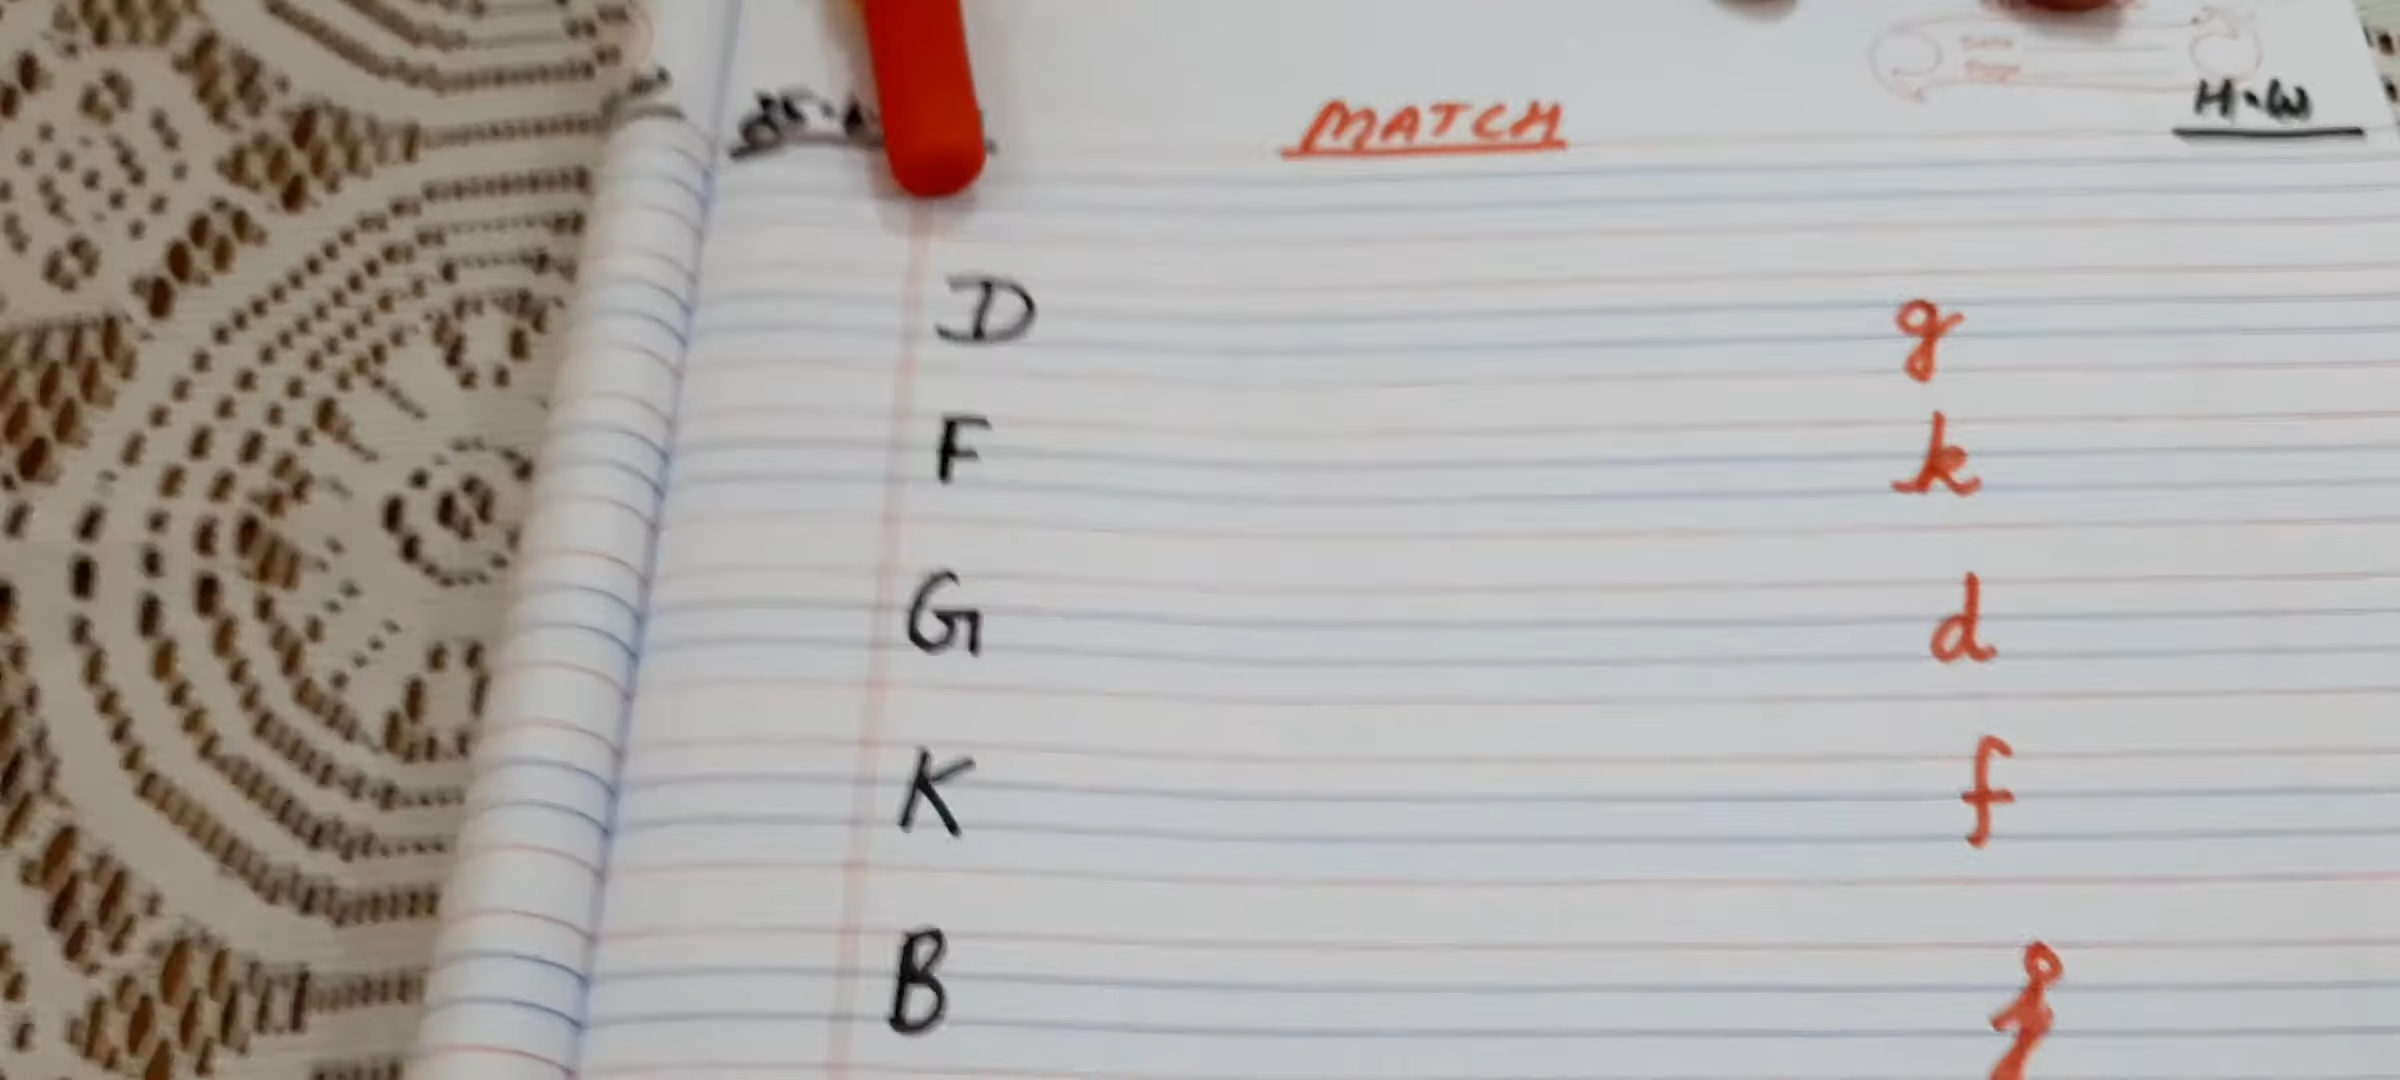 MATCH H.W
D g
F k
G d
K f
B j